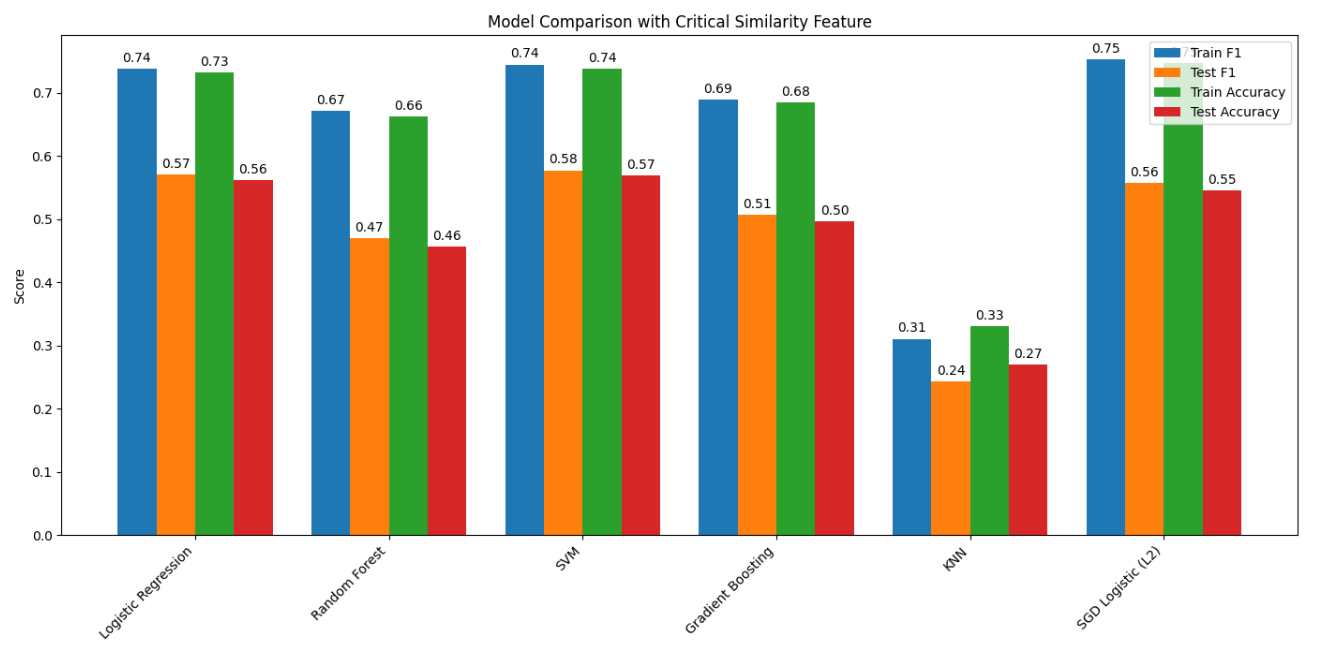 Model Comparison with Critical Similarity Feature
Score
0.7
0.6
0.5
0.4
0.3
0.2
0.1
0.0
0.74
0.57
0.73
0.56
0.67
0.47
0.66
0.46
0.74
0.58
0.74
0.57
0.69
0.51
0.68
0.50
0.31
0.24
0.33
0.27
0.75
0.56
0.55
Train F1
Test F1
Train Accuracy
Test Accuracy
Logistic Regression
Random Forest
SVM
Gradient Boosting
KNN
SGD Logistic (L2)